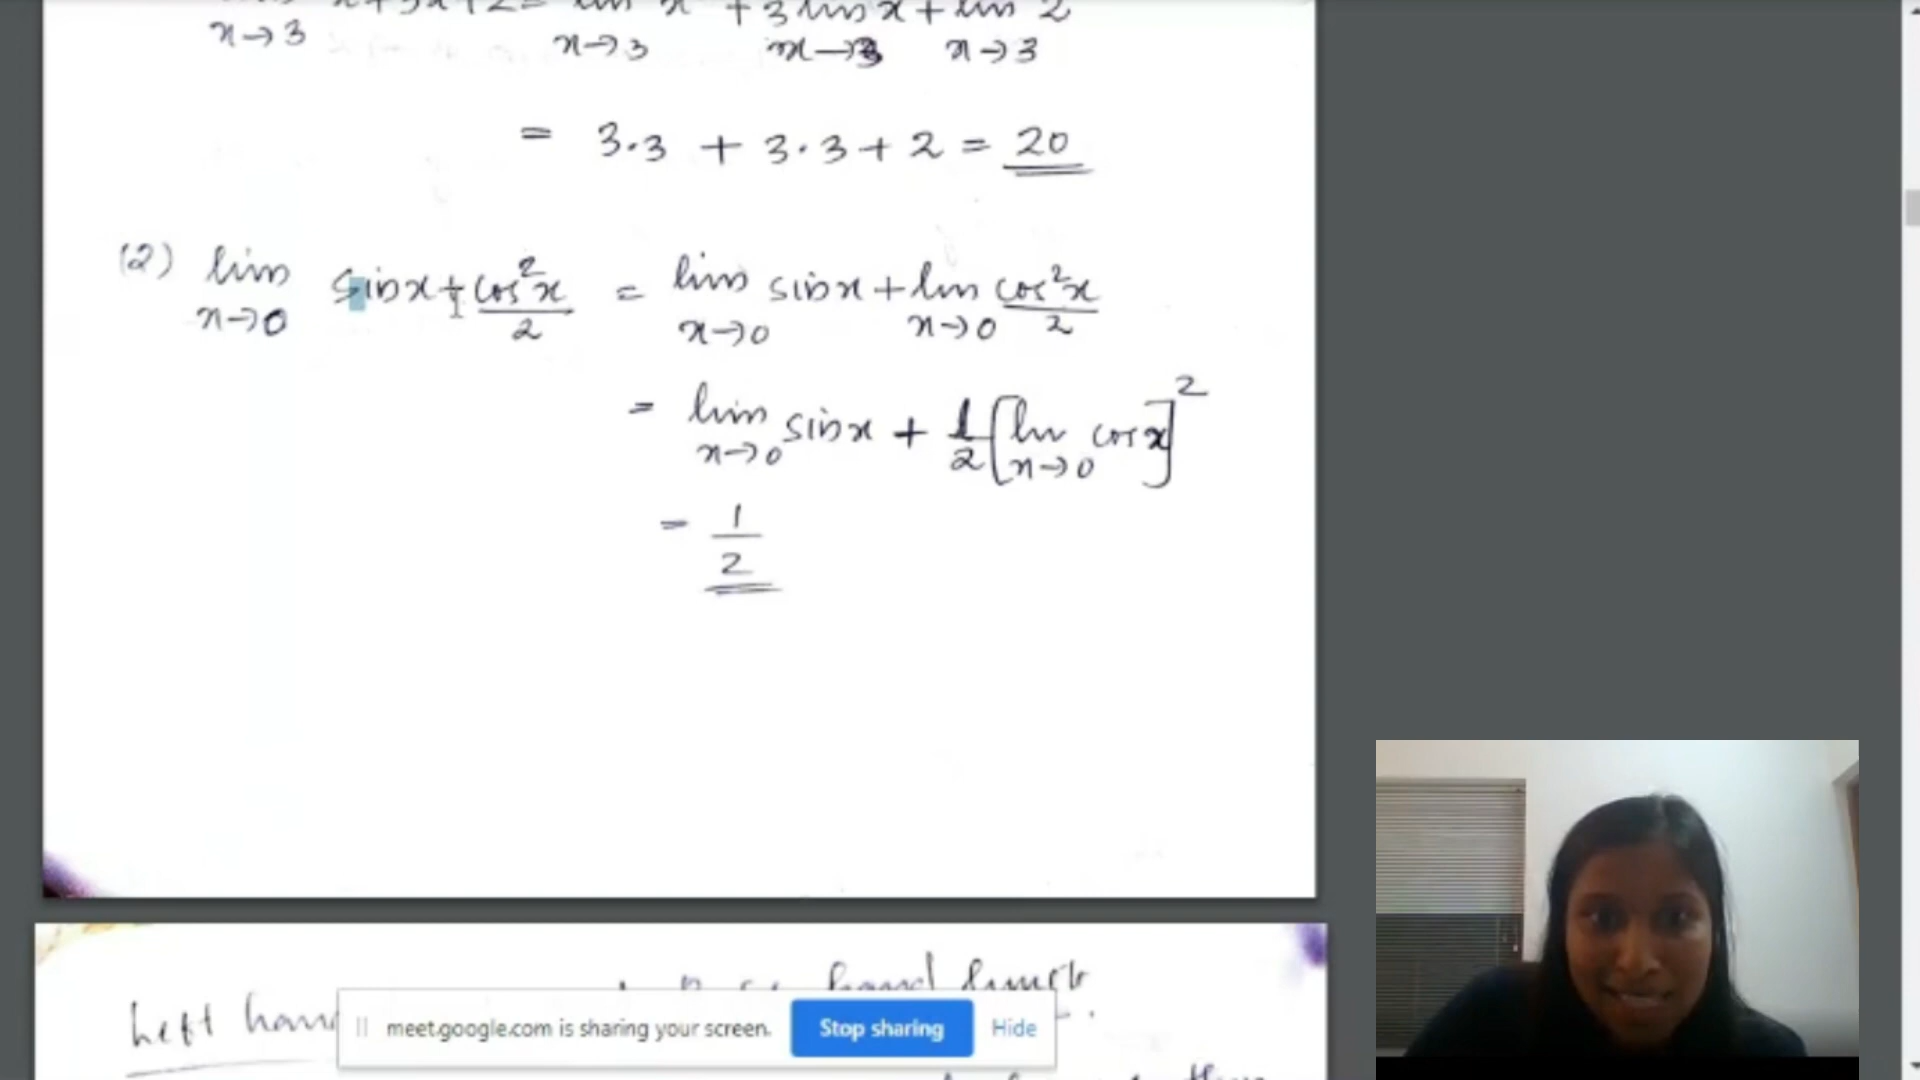 x→3 x→3 x→3 x→3
= 3·3 + 3·3 + 2 = 20
(2) lim x→0 sinx + cos²x/2 = lim x→0 sinx + lim x→0 cos²x/2
= lim x→0 sinx + 1/2 [lim x→0 cos x]²
= 1/2
Left hand limit.
meet.google.com is sharing your screen. Stop sharing Hide